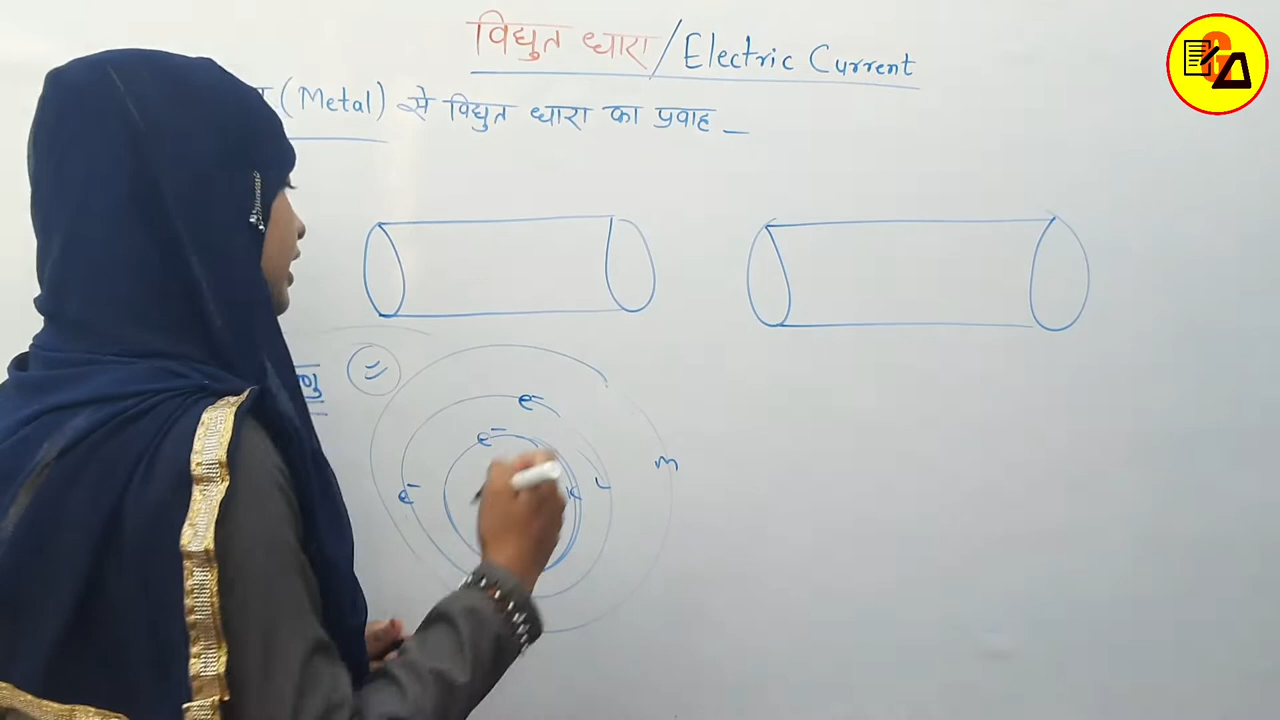 विद्युत धारा/Electric Current
(Metal) से विद्युत धारा का प्रवाह _
e-
e-
e-
K
L
M